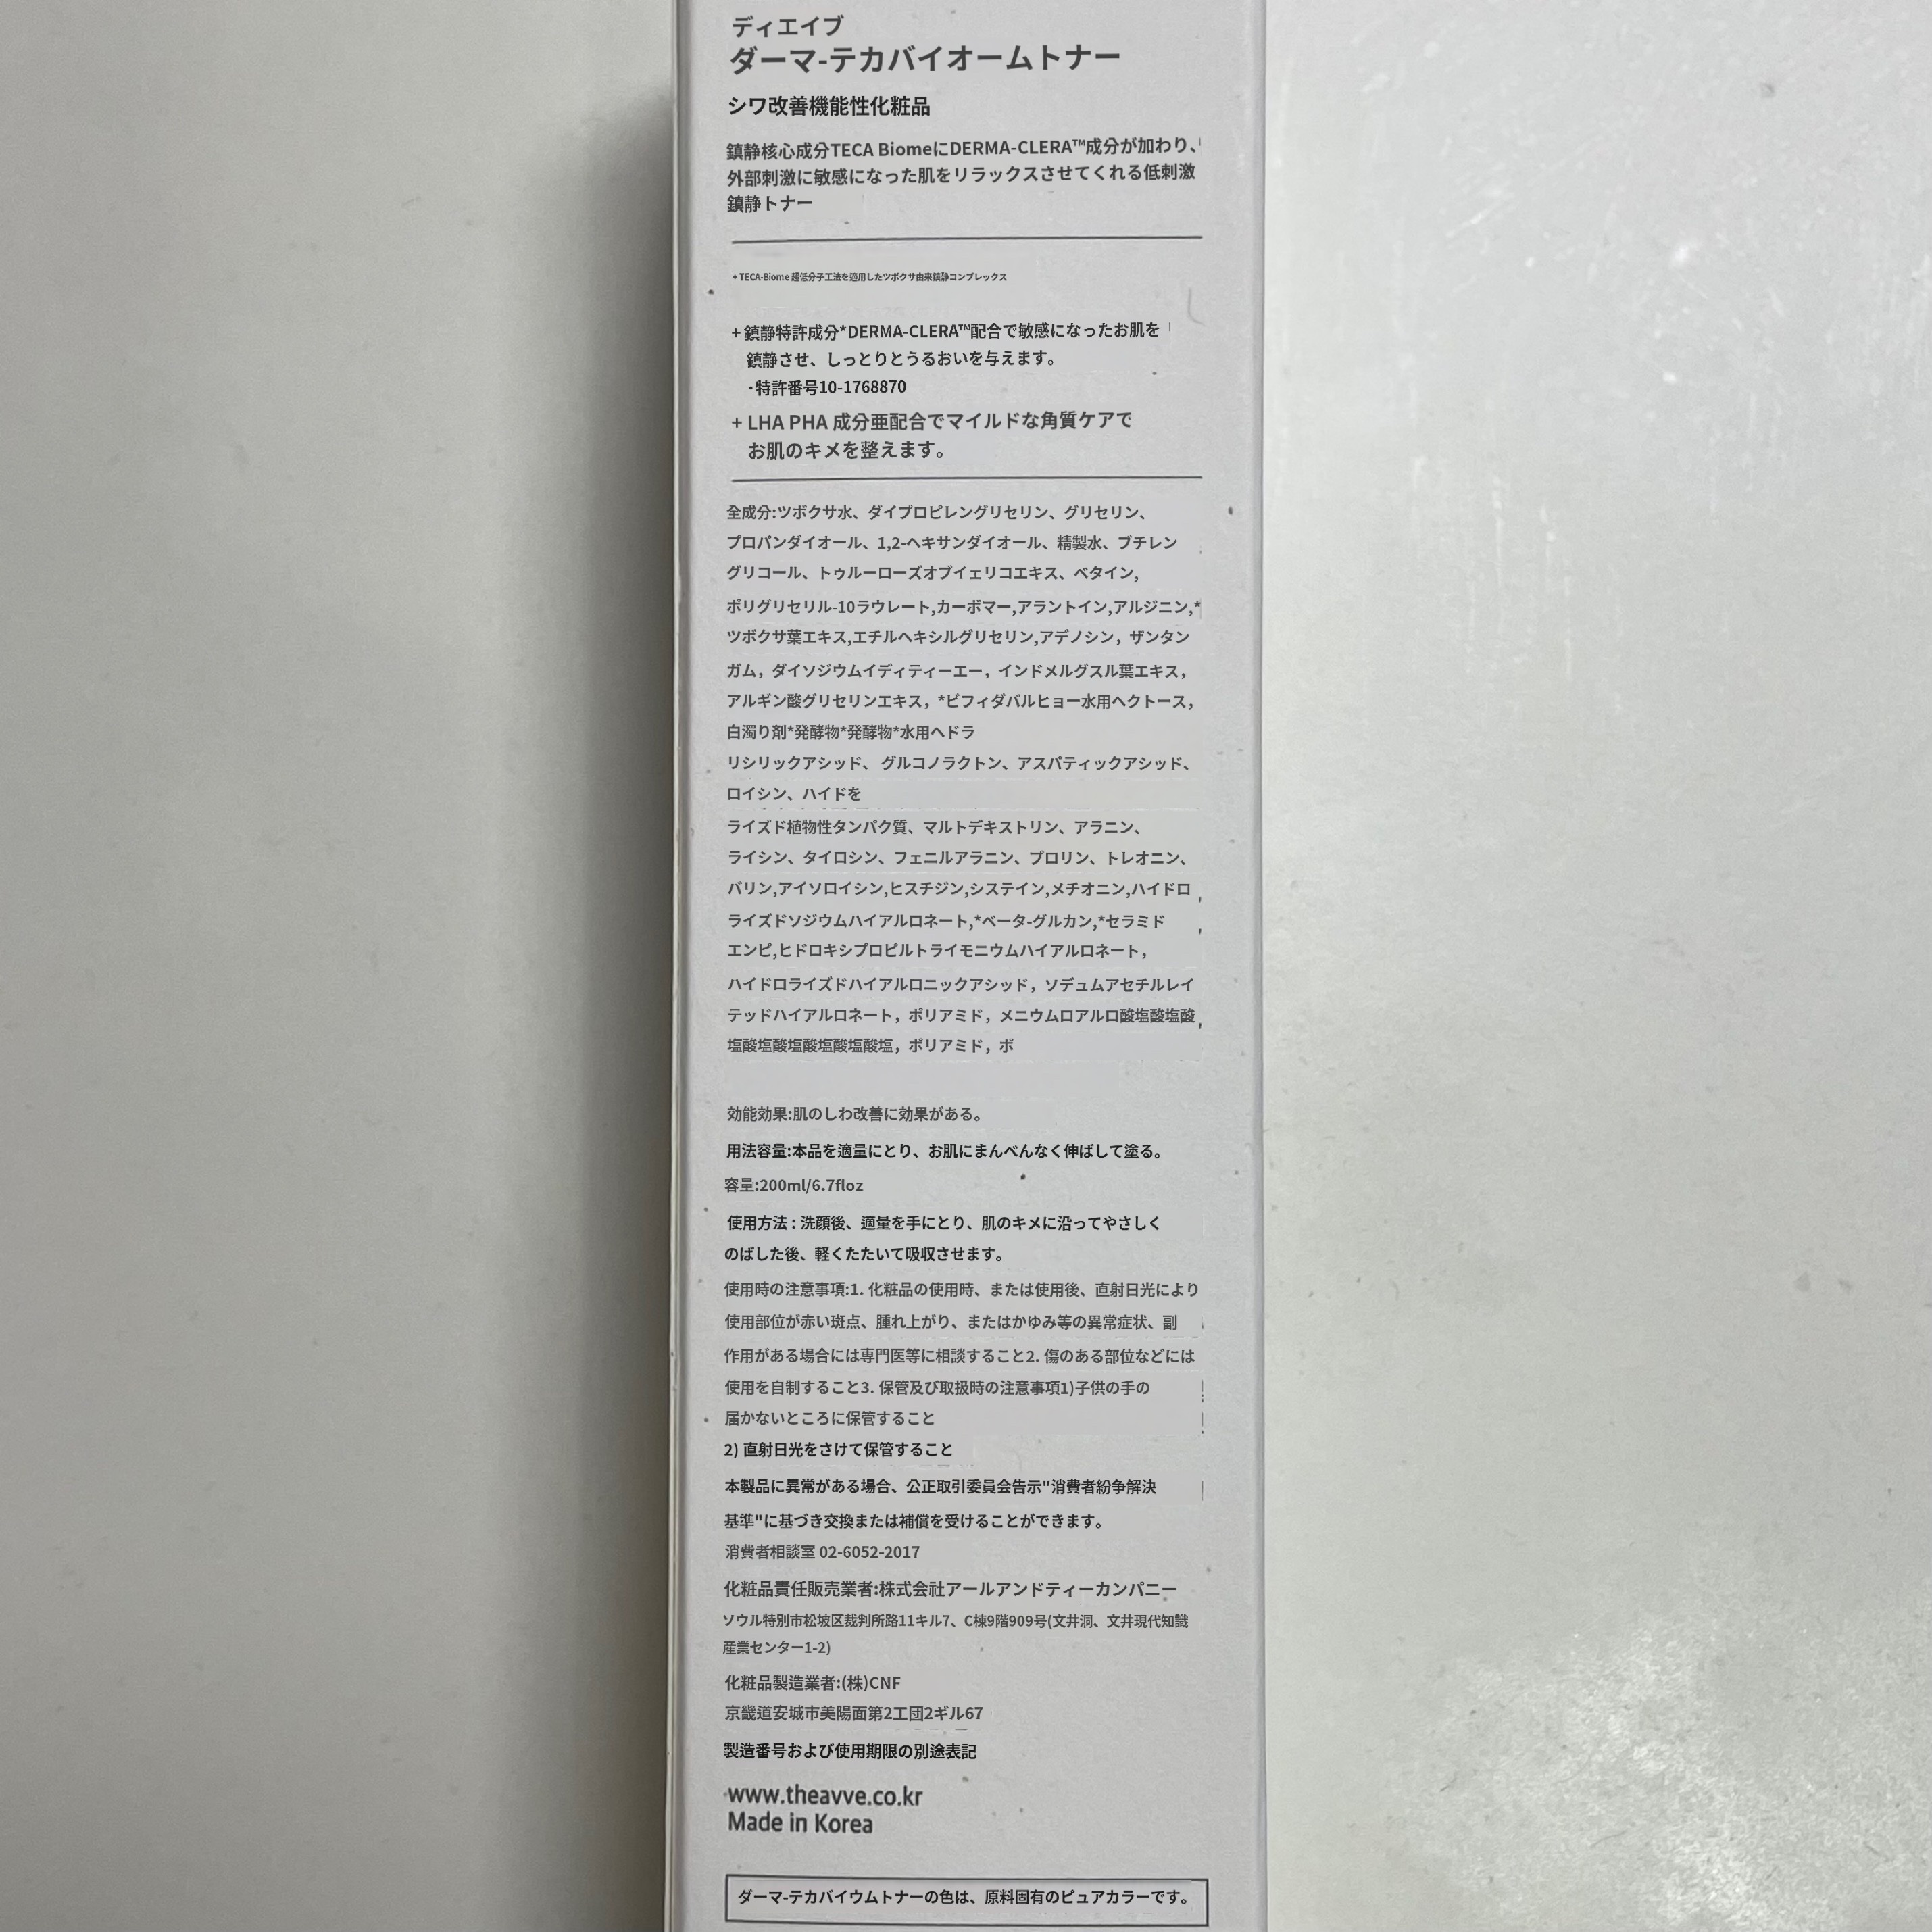 ディエイブ
ダーマ-テカバイオームトナー
シワ改善機能性化粧品
鎮静核心成分TECA BiomeにDERMA-CLERA™成分が加わり、
外部刺激に敏感になった肌をリラックスさせてくれる低刺激
鎮静トナー
+ TECA-Biome 超低分子工法を適用したツボクサ由来鎮静コンプレックス
+ 鎮静特許成分*DERMA-CLERA™配合で敏感になったお肌を
鎮静させ、しっとりとうるおいを与えます。
·特許番号10-1768870
+ LHA PHA 成分亜配合でマイルドな角質ケアで
お肌のキメを整えます。
全成分:ツボクサ水、ダイプロピレングリセリン、グリセリン、
プロパンダイオール、1,2-ヘキサンダイオール、精製水、ブチレン
グリコール、トゥルーローズオブイェリコエキス、ベタイン,
ポリグリセリル-10ラウレート,カーボマー,アラントイン,アルジニン,*
ツボクサ葉エキス,エチルヘキシルグリセリン,アデノシン，ザンタン
ガム，ダイソジウムイディティーエー，インドメルグスル葉エキス，
アルギン酸グリセリンエキス，*ビフィダバルヒョー水用ヘクトース，
白濁り剤*発酵物*発酵物*水用ヘドラ
リシリックアシッド、 グルコノラクトン、アスパティックアシッド、
ロイシン、ハイドを
ライズド植物性タンパク質、マルトデキストリン、アラニン、
ライシン、タイロシン、フェニルアラニン、プロリン、トレオニン、
バリン,アイソロイシン,ヒスチジン,システイン,メチオニン,ハイドロ
ライズドソジウムハイアルロネート,*ベータ-グルカン,*セラミド
エンピ,ヒドロキシプロピルトライモニウムハイアルロネート，
ハイドロライズドハイアルロニックアシッド，ソデュムアセチルレイ
テッドハイアルロネート，ポリアミド，メニウムロアルロ酸塩酸塩酸
塩酸塩酸塩酸塩酸塩酸塩，ポリアミド，ボ
効能効果:肌のしわ改善に効果がある。
用法容量:本品を適量にとり、お肌にまんべんなく伸ばして塗る。
容量:200ml/6.7floz
使用方法 : 洗顔後、適量を手にとり、肌のキメに沿ってやさしく
のばした後、軽くたたいて吸収させます。
使用時の注意事項:1. 化粧品の使用時、または使用後、直射日光により
使用部位が赤い斑点、腫れ上がり、またはかゆみ等の異常症状、副
作用がある場合には専門医等に相談すること2. 傷のある部位などには
使用を自制すること3. 保管及び取扱時の注意事項1)子供の手の
届かないところに保管すること
2) 直射日光をさけて保管すること
本製品に異常がある場合、公正取引委員会告示"消費者紛争解決
基準"に基づき交換または補償を受けることができます。
消費者相談室 02-6052-2017
化粧品責任販売業者:株式会社アールアンドティーカンパニー
ソウル特別市松坡区裁判所路11キル7、C棟9階909号(文井洞、文井現代知識
産業センター1-2)
化粧品製造業者:(株)CNF
京畿道安城市美陽面第2工団2ギル67
製造番号および使用期限の別途表記
www.theavve.co.kr
Made in Korea
ダーマ-テカバイウムトナーの色は、原料固有のピュアカラーです。